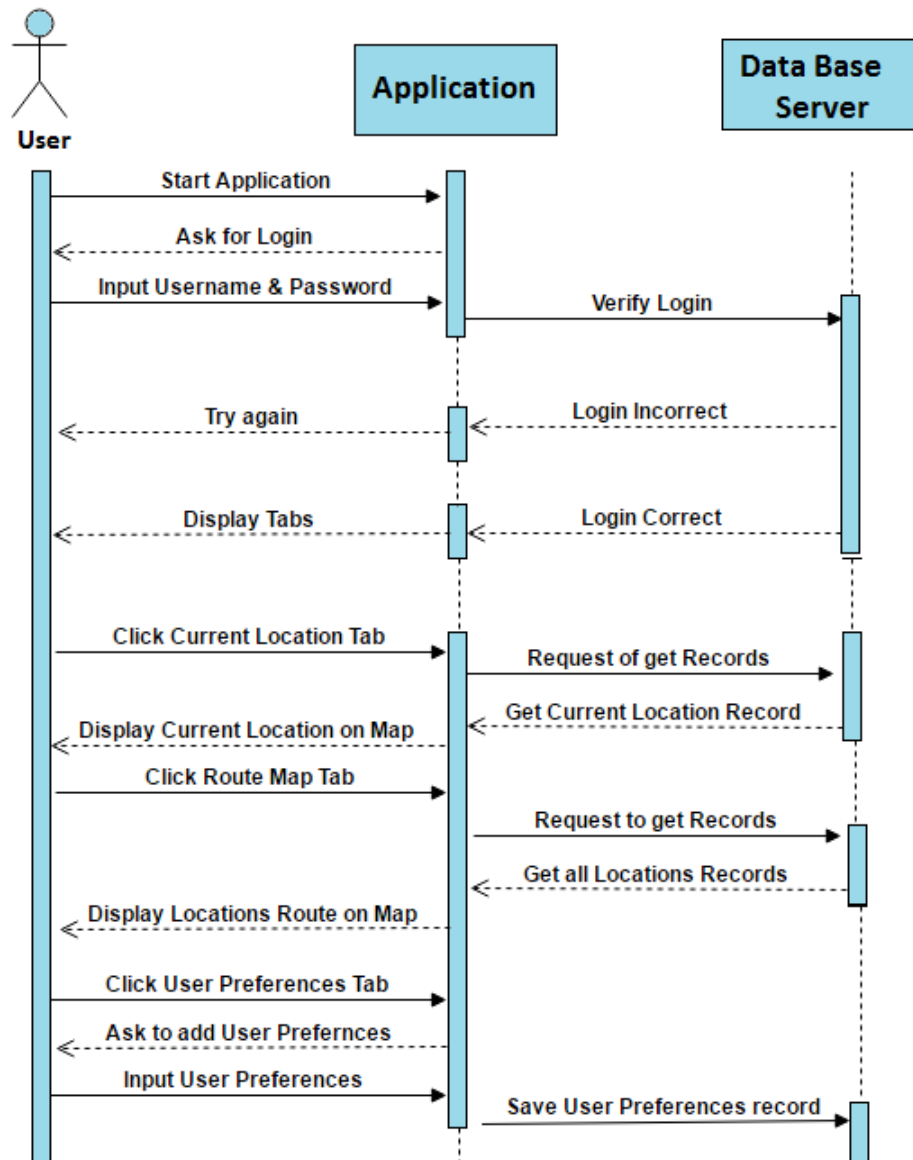 User
Application
Data Base
Server
Start Application
Ask for Login
Input Username & Password
Verify Login
Login Incorrect
Try again
Login Correct
Display Tabs
Click Current Location Tab
Request of get Records
Get Current Location Record
Display Current Location on Map
Click Route Map Tab
Request to get Records
Get all Locations Records
Display Locations Route on Map
Click User Preferences Tab
Ask to add User Prefernces
Input User Preferences
Save User Preferences record